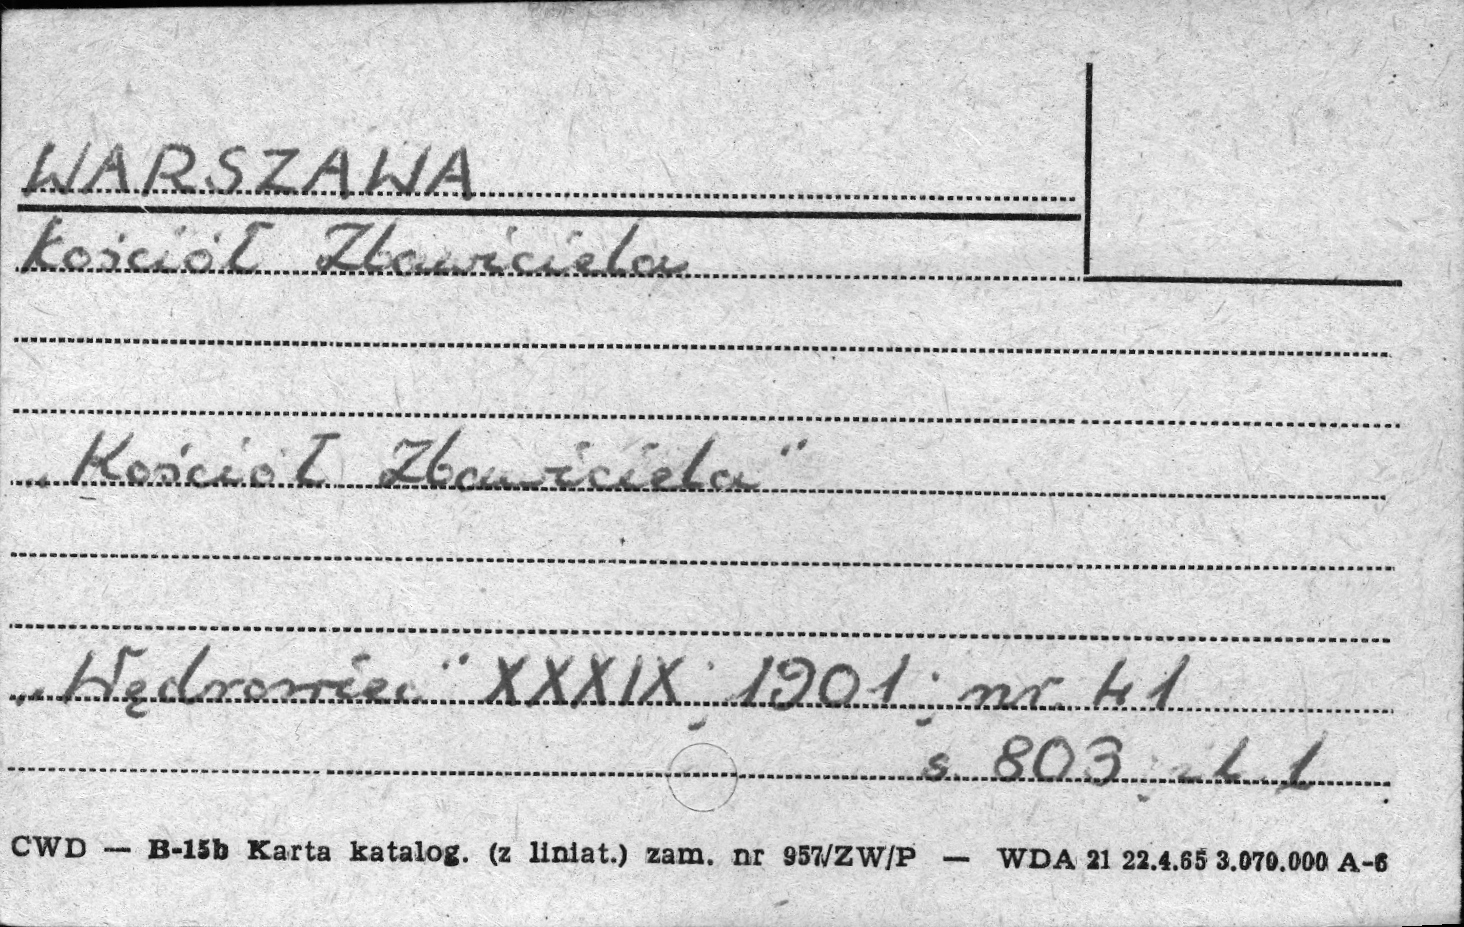 WARSZAWA
Kościół Zbawiciela
„Kościół Zbawiciela”
„Wędrowiec” XXXIX; 1901; nr. 41
s. 803; il. 1
CWD — B-15b Karta katalog. (z liniat.) zam. nr 957/ZW/P — WDA 21 22.4.65 3.070.000 A-6